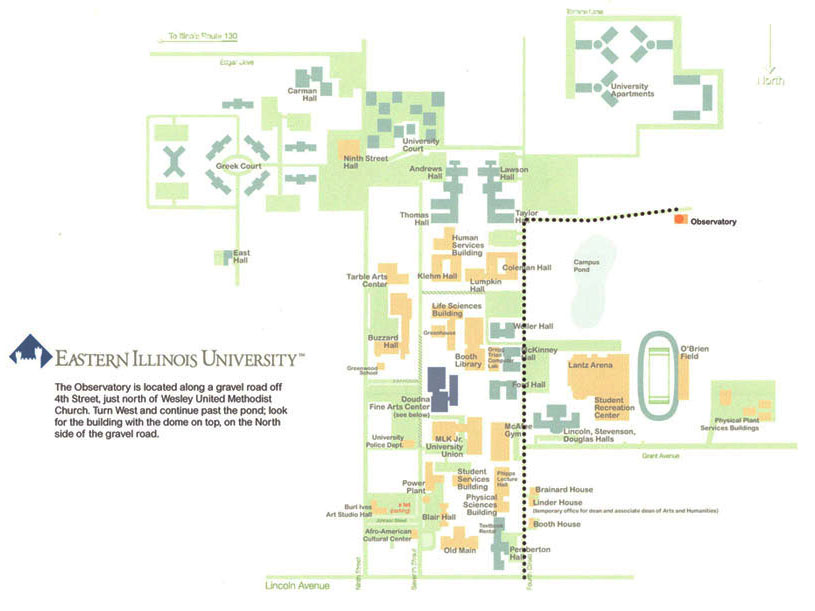 To Illinois Route 130
Edgar Drive
North
Carman
Hall
University
Apartments
University
Court
Ninth Street
Hall
Greek Court
Andrews
Hall
Lawson
Hall
Thomas
Hall
Taylor
Hall
Observatory
East
Hall
Human
Services
Building
Campus
Pond
Tarble Arts
Center
Klehm Hall
Coleman Hall
Lumpkin
Hall
Life Sciences
Building
Weller Hall
Greenhouse
Buzzard
Hall
Booth
Library
McKinney
Hall
O'Brien
Field
Lantz Arena
Greenwood
School
Ford Hall
EASTERN ILLINOIS UNIVERSITY™
The Observatory is located along a gravel road off
4th Street, just north of Wesley United Methodist
Church. Turn West and continue past the pond; look
for the building with the dome on top, on the North
side of the gravel road.
Doudna
Fine Arts Center
(see below)
Student
Recreation
Center
Physical Plant
Services Buildings
McAfee
Gym
Lincoln, Stevenson,
Douglas Halls
University
Police Dept.
MLK Jr.
University
Union
Grant Avenue
Power
Plant
Student
Services
Building
Phipps
Lecture
Hall
Brainard House
Physical
Sciences
Building
Linder House
(temporary office for dean and associate dean of Arts and Humanities)
Burl Ives
Art Studio Hall
Blair Hall
Textbook
Rental
Booth House
Afro-American
Cultural Center
Old Main
Pemberton
Hall
Ninth Street
Seventh Street
Fourth Street
Lincoln Avenue